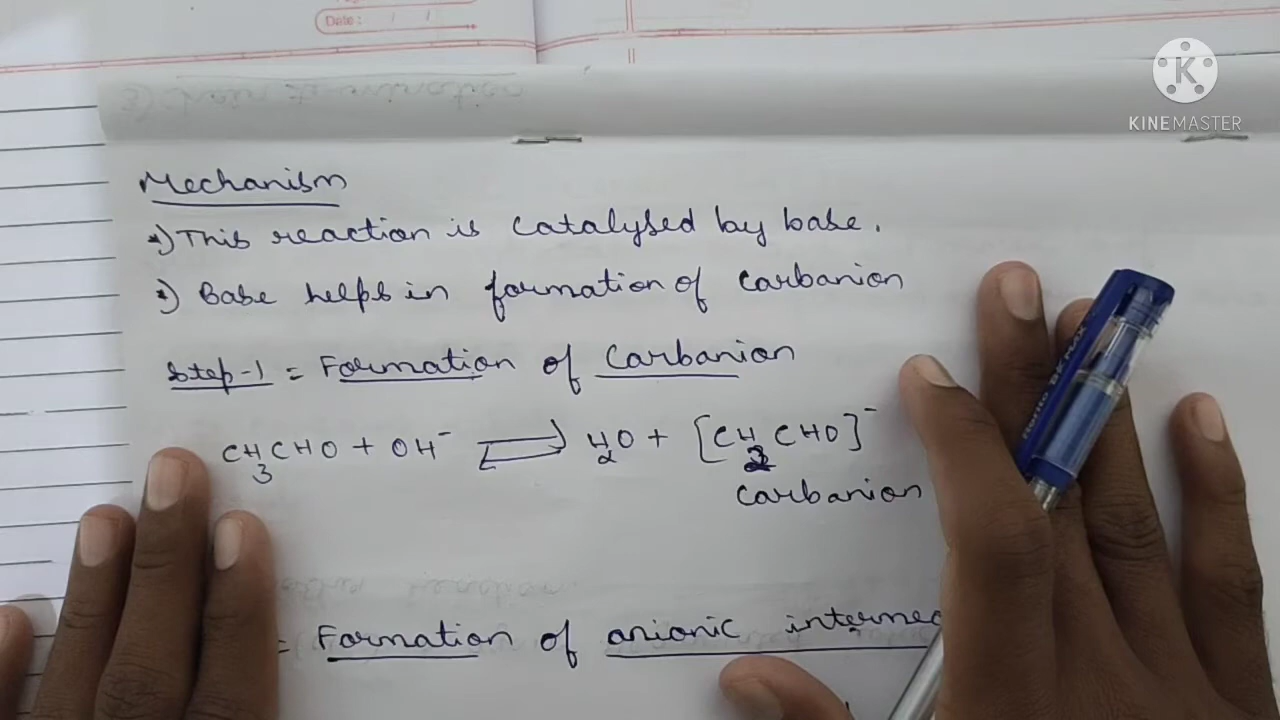 Date : / /
K
KINEMASTER
Mechanism
*) This reaction is catalysed by base.
*) Base helps in formation of carbanion
Step-1 = Formation of Carbanion
CH3CHO + OH⁻ ⇌ H2O + [CH2CHO]⁻
carbanion
= Formation of anionic intermed